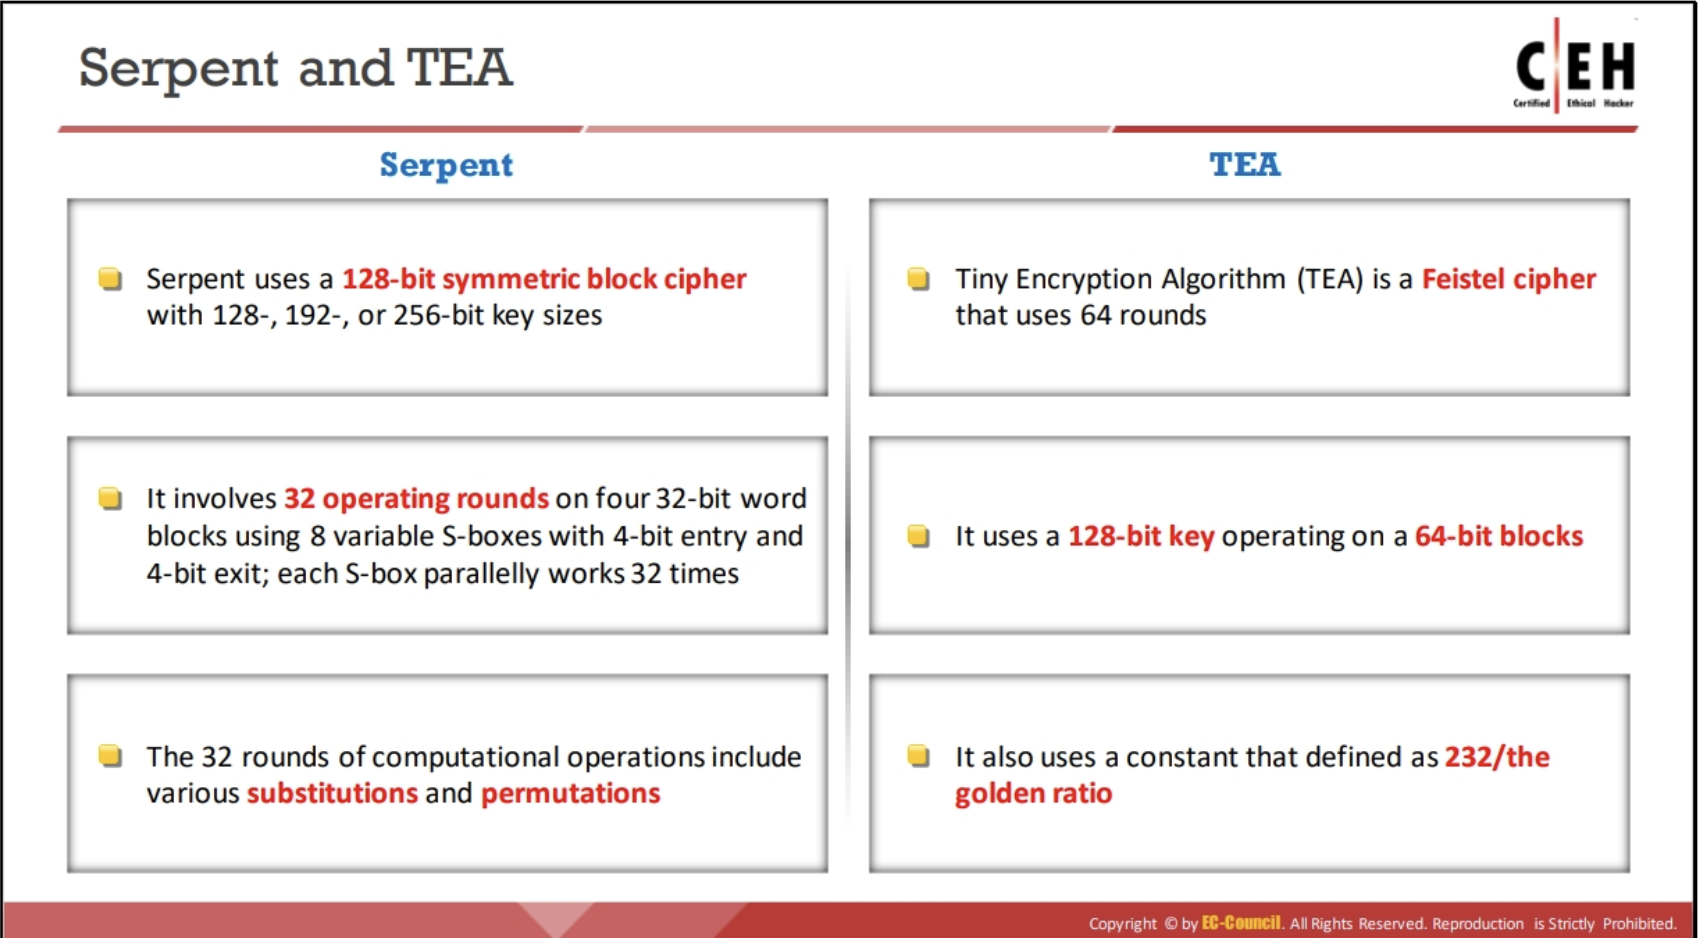 Serpent and TEA
C|EH
Certified Ethical Hacker
Serpent
Serpent uses a 128-bit symmetric block cipher
with 128-, 192-, or 256-bit key sizes
It involves 32 operating rounds on four 32-bit word
blocks using 8 variable S-boxes with 4-bit entry and
4-bit exit; each S-box parallelly works 32 times
The 32 rounds of computational operations include
various substitutions and permutations
TEA
Tiny Encryption Algorithm (TEA) is a Feistel cipher
that uses 64 rounds
It uses a 128-bit key operating on a 64-bit blocks
It also uses a constant that defined as 232/the
golden ratio
Copyright © by EC-Council. All Rights Reserved. Reproduction is Strictly Prohibited.